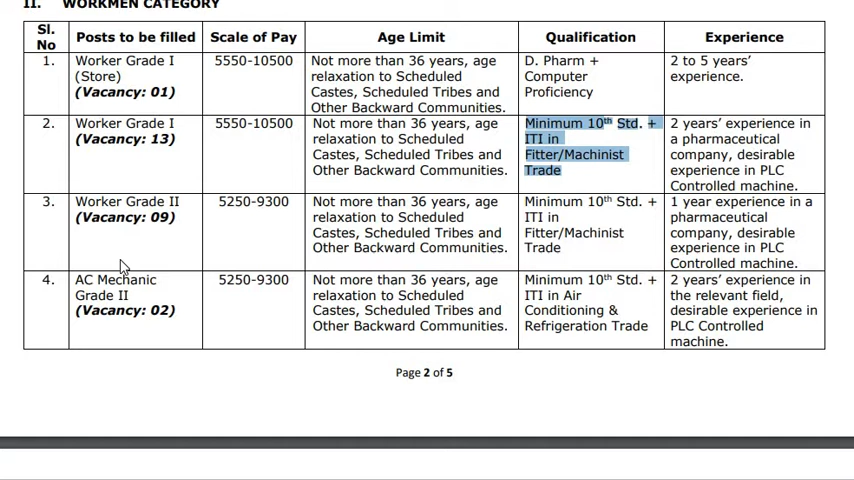 II. WORKMEN CATEGORY
Sl. No
Posts to be filled
Scale of Pay
Age Limit
Qualification
Experience
1.
Worker Grade I
(Store)
(Vacancy: 01)
5550-10500
Not more than 36 years, age
relaxation to Scheduled
Castes, Scheduled Tribes and
Other Backward Communities.
D. Pharm +
Computer
Proficiency
2 to 5 years’
experience.
2.
Worker Grade I
(Vacancy: 13)
5550-10500
Not more than 36 years, age
relaxation to Scheduled
Castes, Scheduled Tribes and
Other Backward Communities.
Minimum 10th Std. +
ITI in
Fitter/Machinist
Trade
2 years’ experience in
a pharmaceutical
company, desirable
experience in PLC
Controlled machine.
3.
Worker Grade II
(Vacancy: 09)
5250-9300
Not more than 36 years, age
relaxation to Scheduled
Castes, Scheduled Tribes and
Other Backward Communities.
Minimum 10th Std. +
ITI in
Fitter/Machinist
Trade
1 year experience in a
pharmaceutical
company, desirable
experience in PLC
Controlled machine.
4.
AC Mechanic
Grade II
(Vacancy: 02)
5250-9300
Not more than 36 years, age
relaxation to Scheduled
Castes, Scheduled Tribes and
Other Backward Communities.
Minimum 10th Std. +
ITI in Air
Conditioning &
Refrigeration Trade
2 years’ experience in
the relevant field,
desirable experience in
PLC Controlled
machine.
Page 2 of 5